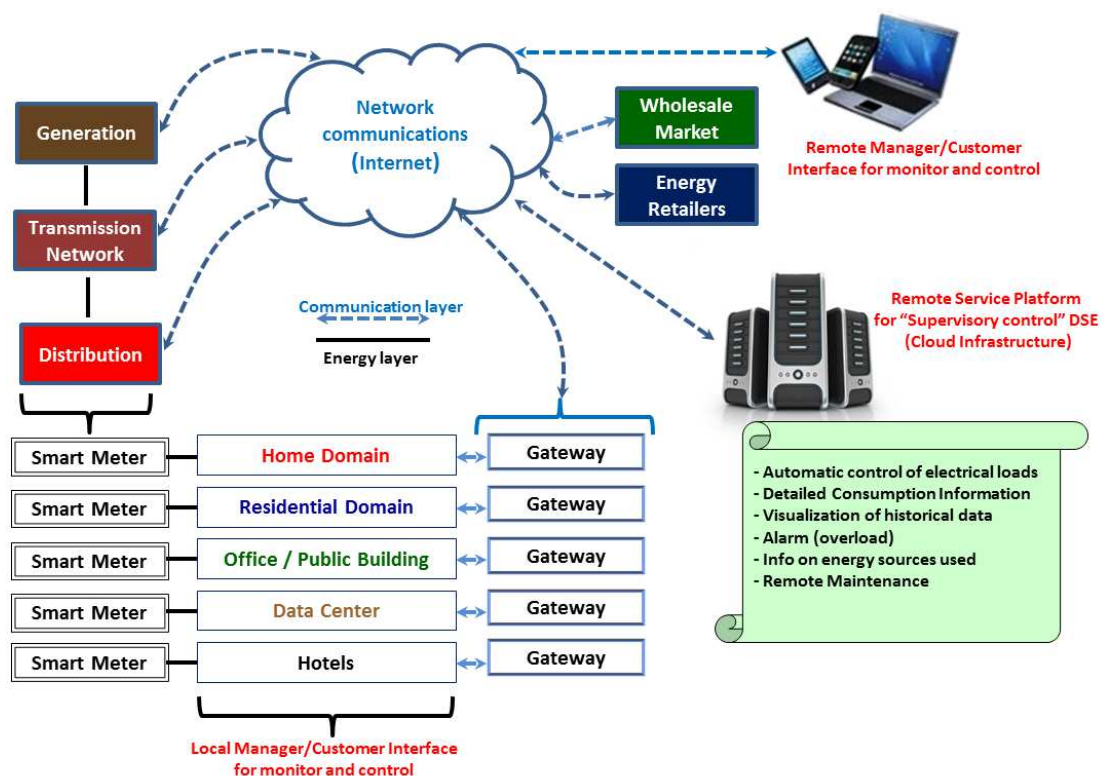 Generation
Transmission
Network
Distribution
Network
communications
(Internet)
Wholesale
Market
Energy
Retailers
Remote Manager/Customer
Interface for monitor and control
Communication layer
Energy layer
Remote Service Platform
for “Supervisory control” DSE
(Cloud Infrastructure)
Smart Meter
Home Domain
Gateway
Smart Meter
Residential Domain
Gateway
Smart Meter
Office / Public Building
Gateway
Smart Meter
Data Center
Gateway
Smart Meter
Hotels
Gateway
- Automatic control of electrical loads
- Detailed Consumption Information
- Visualization of historical data
- Alarm (overload)
- Info on energy sources used
- Remote Maintenance
Local Manager/Customer Interface
for monitor and control